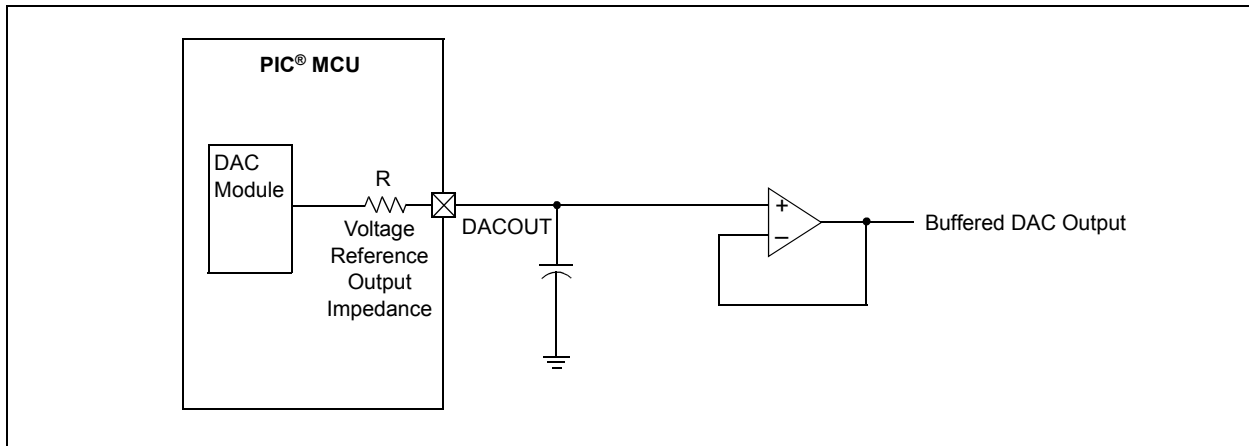 PIC® MCU
DAC
Module
R
Voltage
Reference
Output
Impedance
DACOUT
+
–
Buffered DAC Output